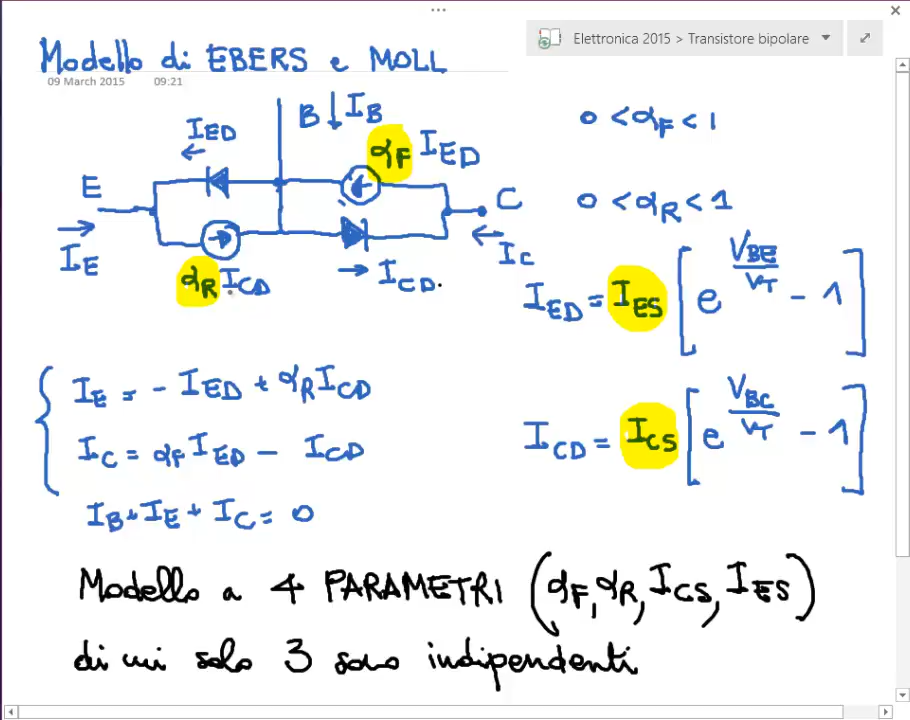 Elettronica 2015 > Transistore bipolare
Modello di EBERS e MOLL
09 March 2015 09:21
IED
B ↓ IB
αF IED
0 < αF < 1
E
C
0 < αR < 1
IE
IC
αR ICD
ICD
IED = IES [e^(VBE/VT) - 1]
IE = - IED + αR ICD
IC = αF IED - ICD
ICD = ICS [e^(VBC/VT) - 1]
IB + IE + IC = 0
Modello a 4 PARAMETRI (αF, αR, ICS, IES)
di cui solo 3 sono indipendenti